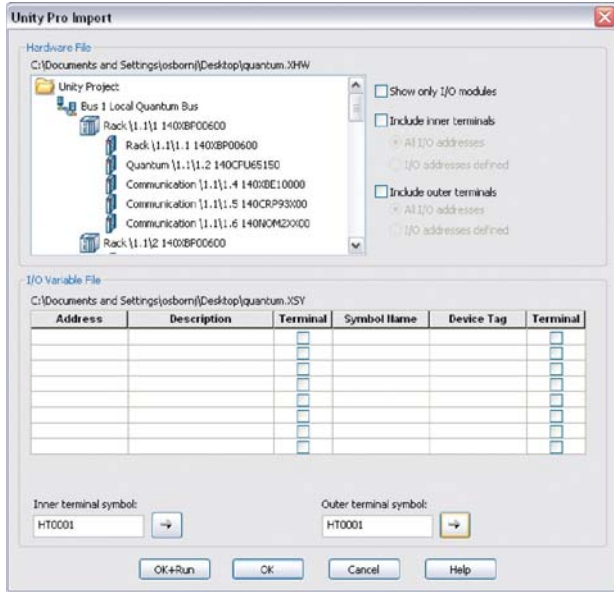 Unity Pro Import
Hardware File
C:\Documents and Settings\osbornj\Desktop\quantum.XHW
Unity Project
Bus 1 Local Quantum Bus
Rack \1.1\1 140XBP00600
Rack \1.1\1.1 140XBP00600
Quantum \1.1\1.2 140CPU65150
Communication \1.1\1.4 140XBE10000
Communication \1.1\1.5 140CRP93X00
Communication \1.1\1.6 140NOM2XX00
Rack \1.1\2 140XBP00600
Show only I/O modules
Include inner terminals
All I/O addresses
I/O addresses defined
Include outer terminals
All I/O addresses
I/O addresses defined
I/O Variable File
C:\Documents and Settings\osbornj\Desktop\quantum.XSY
Address Description Terminal Symbol Name Device Tag Terminal
Inner terminal symbol: Outer terminal symbol:
HT0001 HT0001
OK+Run OK Cancel Help